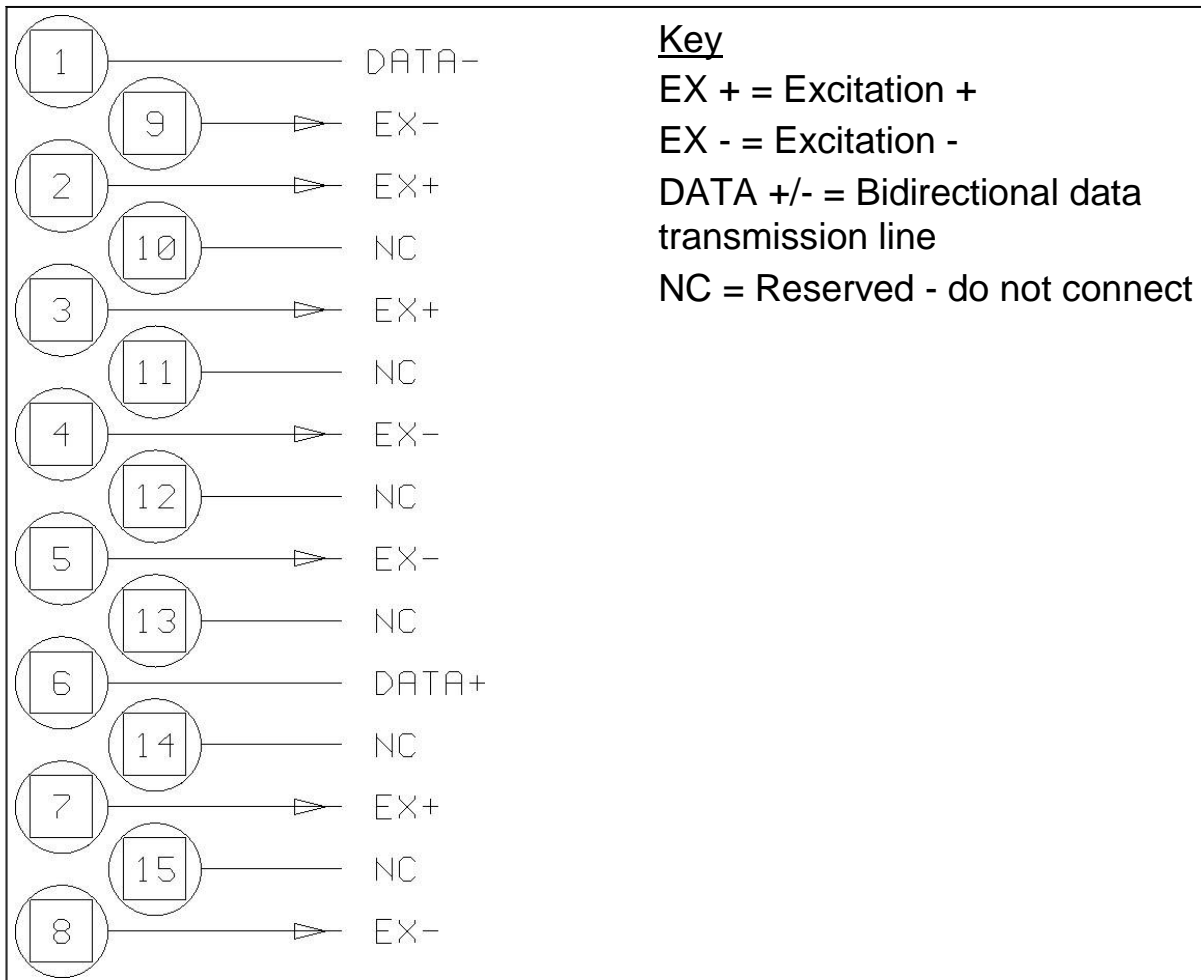 1 DATA-
9 EX-
2 EX+
10 NC
3 EX+
11 NC
4 EX-
12 NC
5 EX-
13 NC
6 DATA+
14 NC
7 EX+
15 NC
8 EX-
Key
EX + = Excitation +
EX - = Excitation -
DATA +/- = Bidirectional data
transmission line
NC = Reserved - do not connect